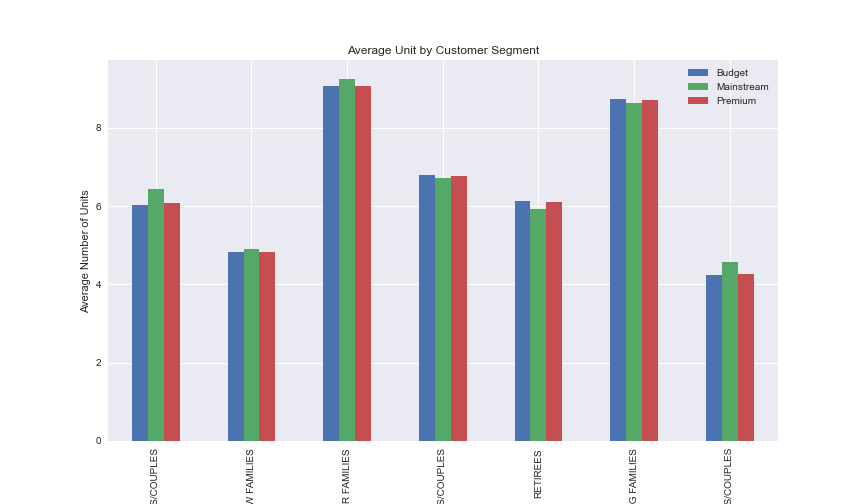 Average Unit by Customer Segment
Budget
Mainstream
Premium
Average Number of Units
8
6
4
2
0
S/COUPLES
W FAMILIES
R FAMILIES
S/COUPLES
RETIREES
G FAMILIES
S/COUPLES